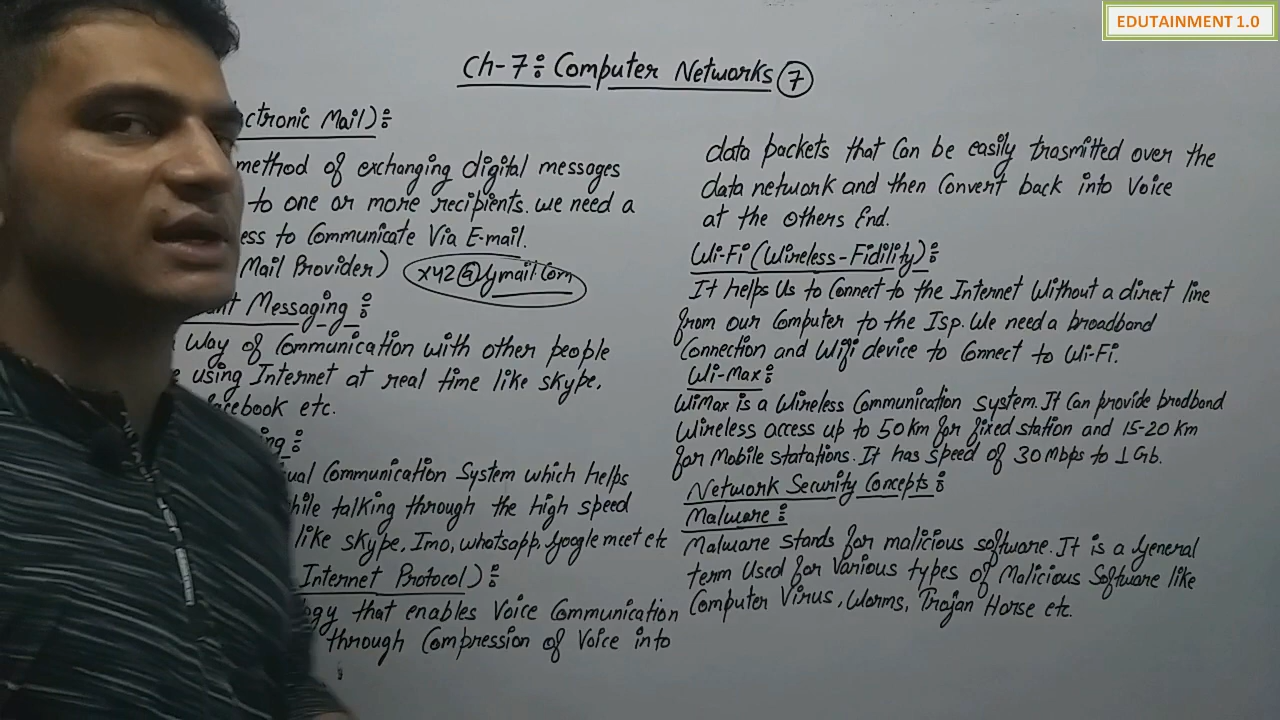 EDUTAINMENT 1.0
Ch-7: Computer Networks 7
ctronic Mail):
method of exchanging digital messages
to one or more recipients. we need a
ess to Communicate Via E-mail.
Mail Provider) xyz@gmail.com
nt Messaging:
Way of Communication with other people
using Internet at real time like skype,
acebook etc.
ing:
ual Communication System which helps
hile talking through the high speed
like skype, Imo, whatsapp, google meet etc
Internet Protocol):
ogy that enables Voice Communication
through Compression of Voice into
data packets that Can be easily trasmitted over the
data network and then Convert back into Voice
at the others End.
Wi-Fi (Wireless-Fidility):
It helps Us to Connect to the Internet Without a direct line
from our Computer to the Isp. We need a broadband
Connection and Wifi device to Connect to Wi-Fi.
Wi-Max:
WiMax is a Wireless Communication system. It Can provide brodband
Wireless access up to 50 Km for fixed station and 15-20 Km
for Mobile statations. It has speed of 30 Mbps to 1 Gb.
Network Security Concepts:
Malware:
Malware stands for malicious software. It is a General
term Used for Various types of Malicious Software like
Computer Virus, Worms, Trojan Horse etc.